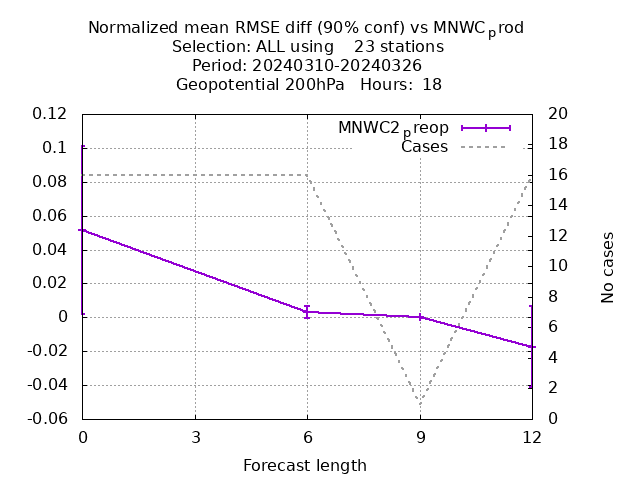 Normalized mean RMSE diff (90% conf) vs MNWCprod
Selection: ALL using    23 stations
Period: 20240310-20240326
Geopotential 200hPa   Hours:  18
MNWC2preop
Cases
0.12
0.1
0.08
0.06
0.04
0.02
0
-0.02
-0.04
-0.06
20
18
16
14
12
10
8
6
4
2
0
No cases
0 3 6 9 12
Forecast length